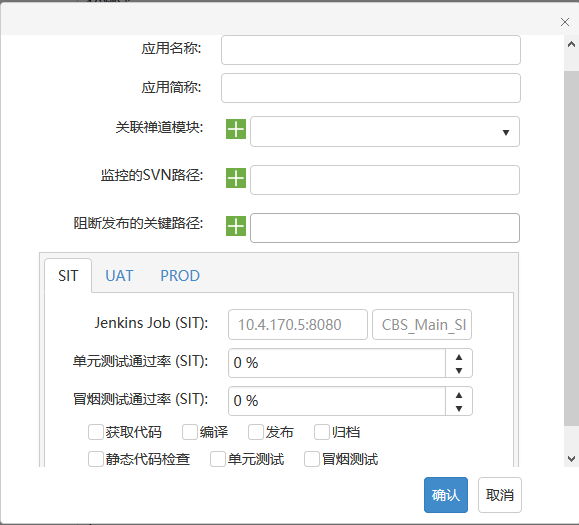 应用名称:
应用简称:
关联禅道模块:
监控的SVN路径:
阻断发布的关键路径:
SIT UAT PROD
Jenkins Job (SIT): 10.4.170.5:8080 CBS_Main_SI
单元测试通过率 (SIT): 0 %
冒烟测试通过率 (SIT): 0 %
获取代码 编译 发布 归档
静态代码检查 单元测试 冒烟测试
确认 取消